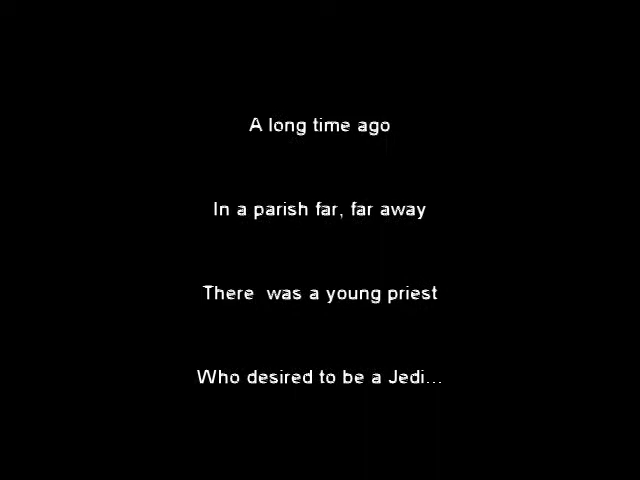 A long time ago
In a parish far, far away
There  was a young priest
Who desired to be a Jedi...